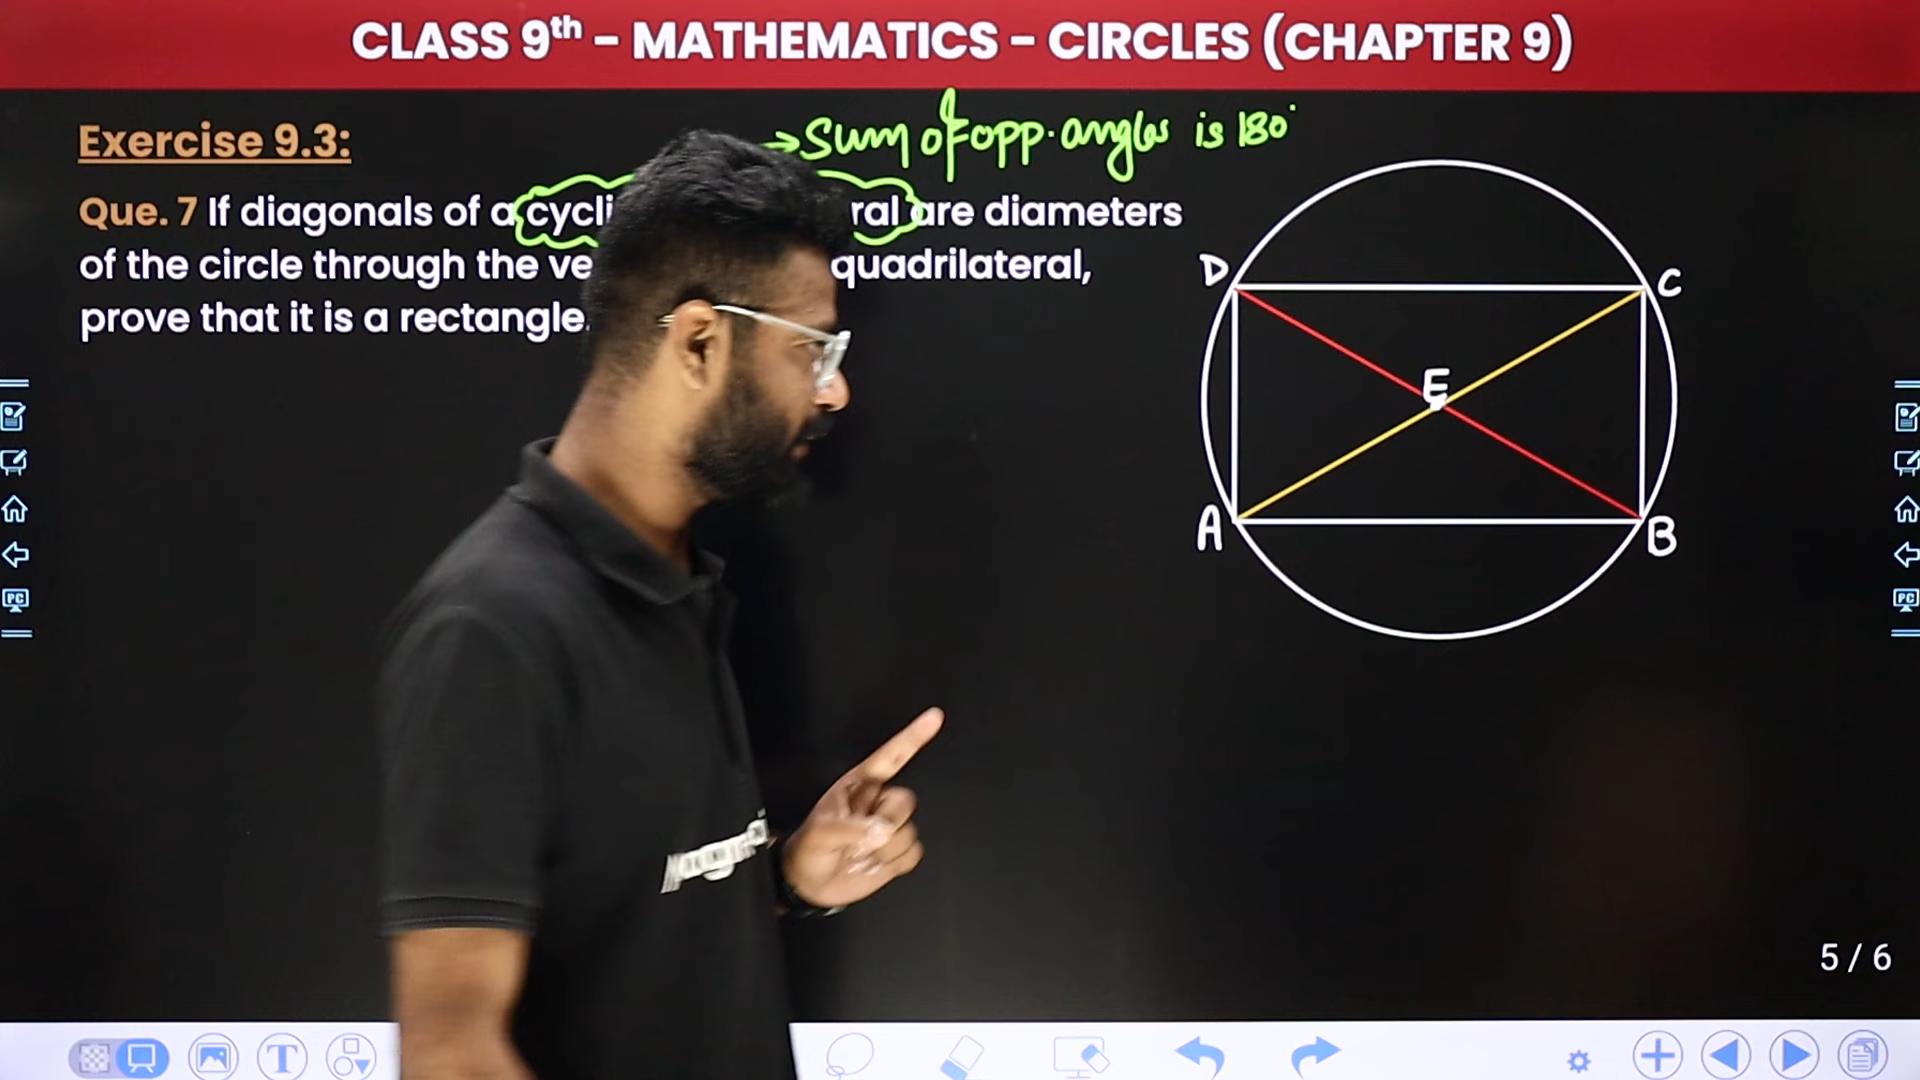 CLASS 9th - MATHEMATICS - CIRCLES (CHAPTER 9)
Exercise 9.3:
→ Sum of opp. angles is 180°
Que. 7 If diagonals of a cycli ral are diameters
of the circle through the ve quadrilateral,
prove that it is a rectangle.
D C
E
A B
PC
PC
5 / 6
T